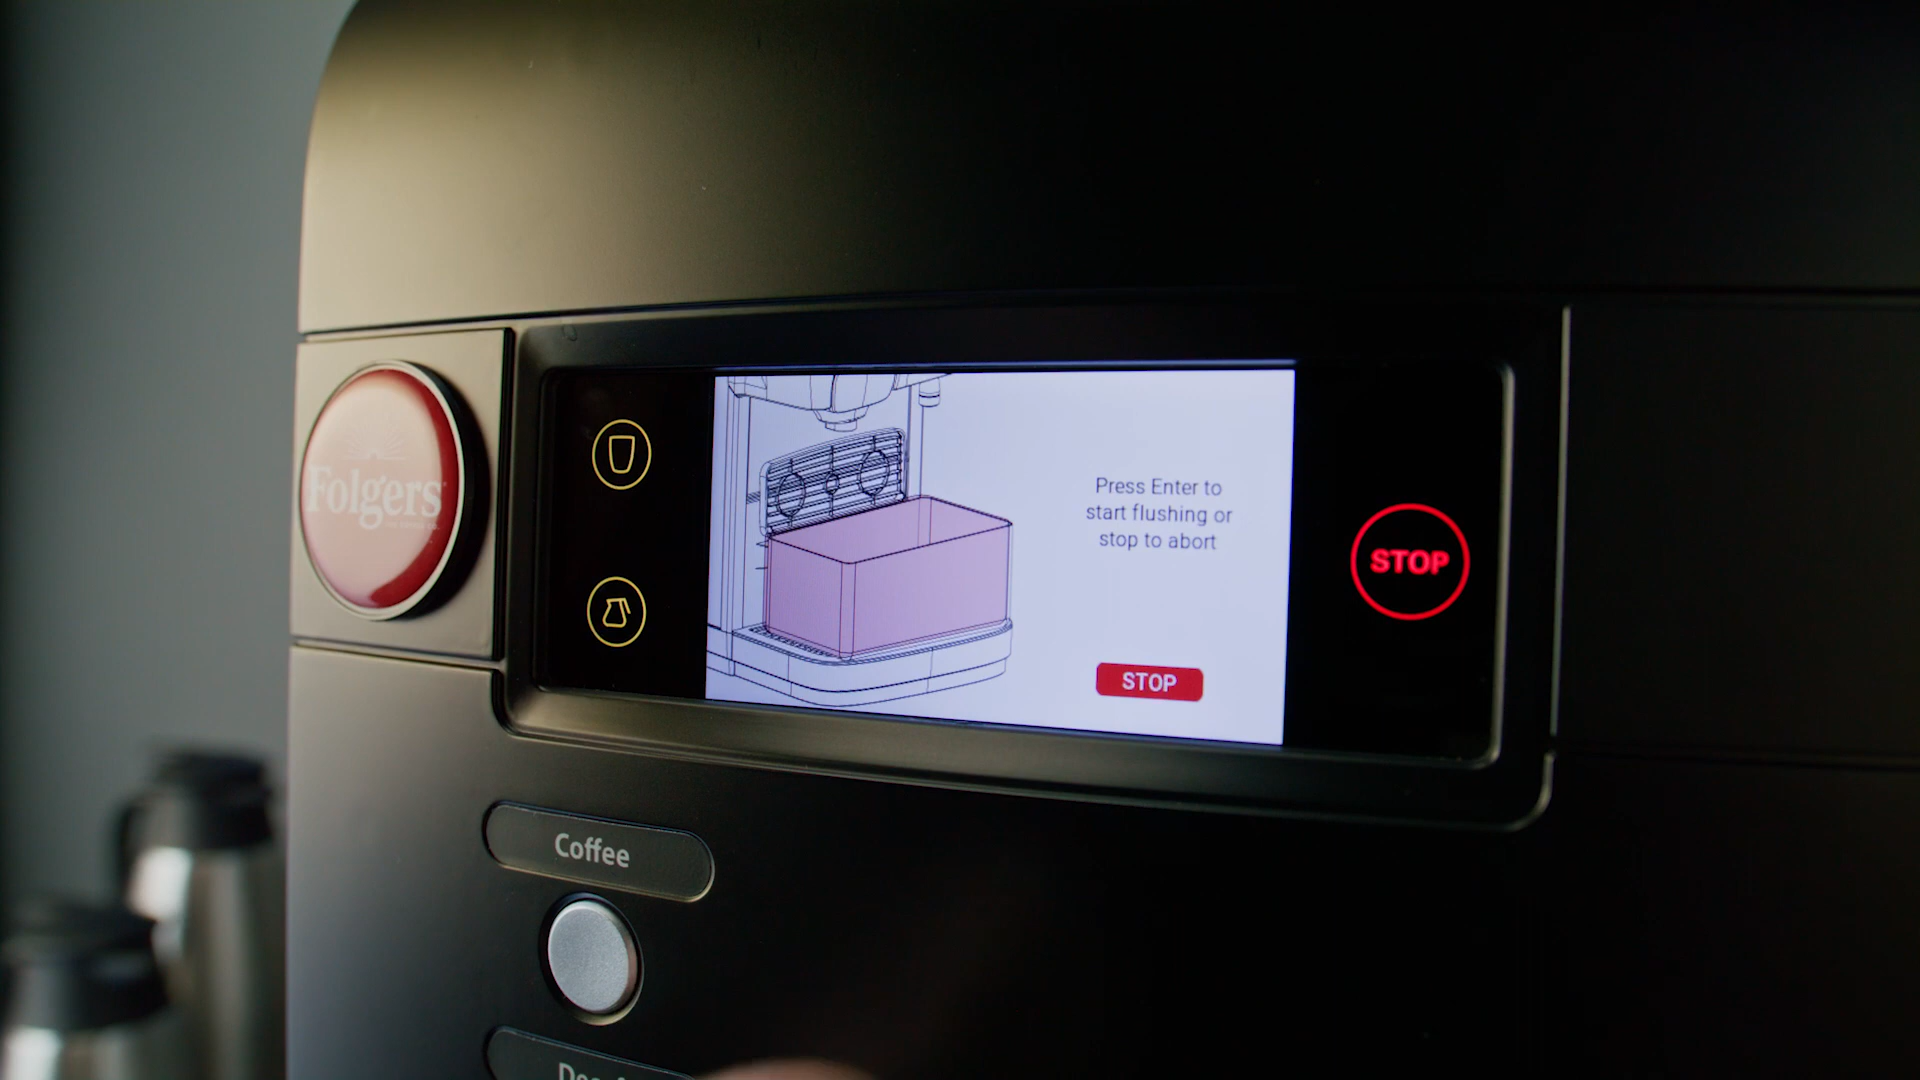 Folgers
Press Enter to
start flushing or
stop to abort
STOP
STOP
Coffee